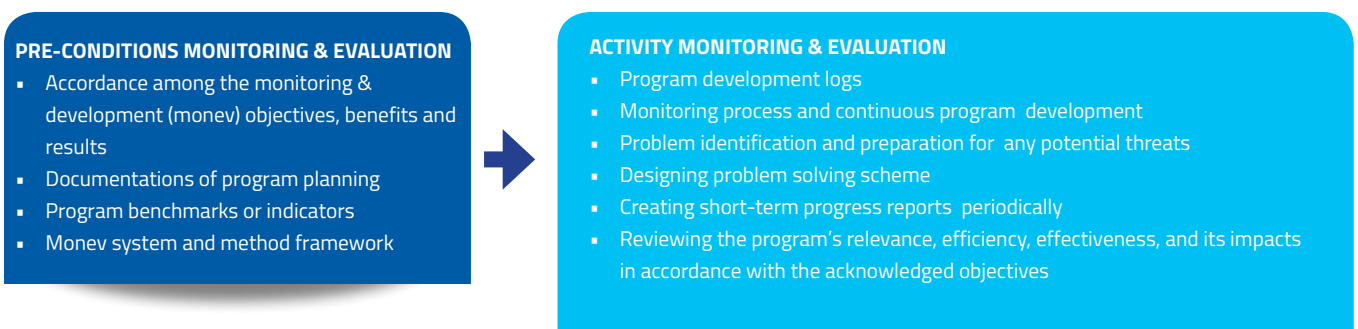 PRE-CONDITIONS MONITORING & EVALUATION
▪ Accordance among the monitoring &
development (monev) objectives, benefits and
results
▪ Documentations of program planning
▪ Program benchmarks or indicators
▪ Monev system and method framework
ACTIVITY MONITORING & EVALUATION
▪ Program development logs
▪ Monitoring process and continuous program development
▪ Problem identification and preparation for any potential threats
▪ Designing problem solving scheme
▪ Creating short-term progress reports periodically
▪ Reviewing the program's relevance, efficiency, effectiveness, and its impacts
in accordance with the acknowledged objectives